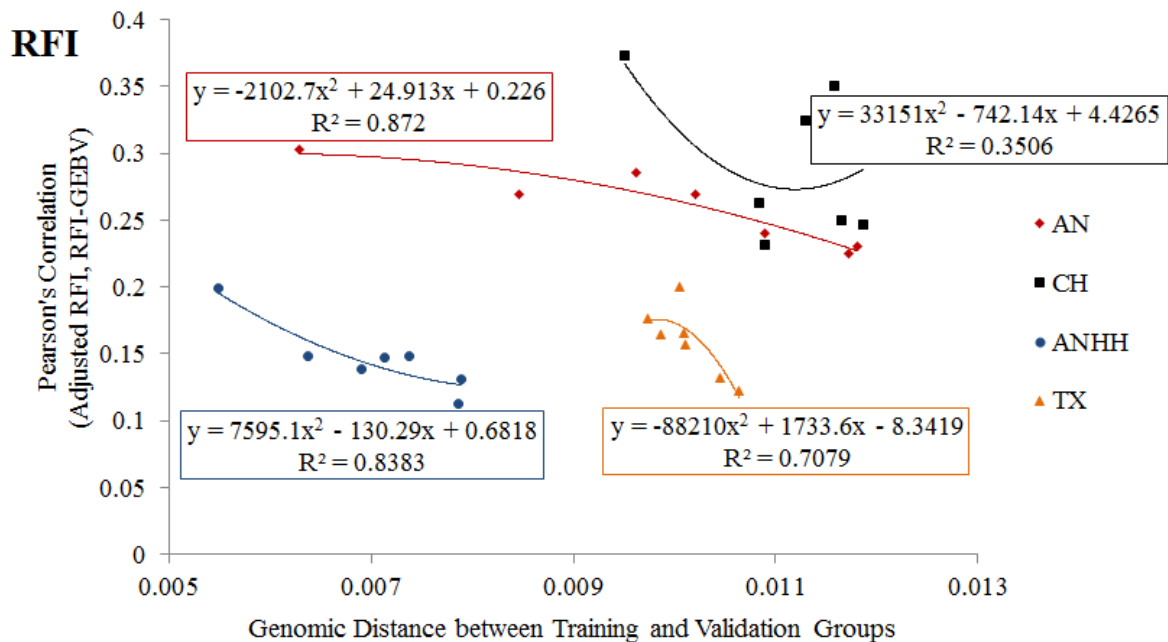 RFI
0.4
0.35
0.3
0.25
0.2
0.15
0.1
0.05
0
Pearson's Correlation
(Adjusted RFI, RFI-GEBV)
y = -2102.7x² + 24.913x + 0.226
R² = 0.872
y = 33151x² - 742.14x + 4.4265
R² = 0.3506
y = 7595.1x² - 130.29x + 0.6818
R² = 0.8383
y = -88210x² + 1733.6x - 8.3419
R² = 0.7079
AN
CH
ANHH
TX
0.005 0.007 0.009 0.011 0.013
Genomic Distance between Training and Validation Groups